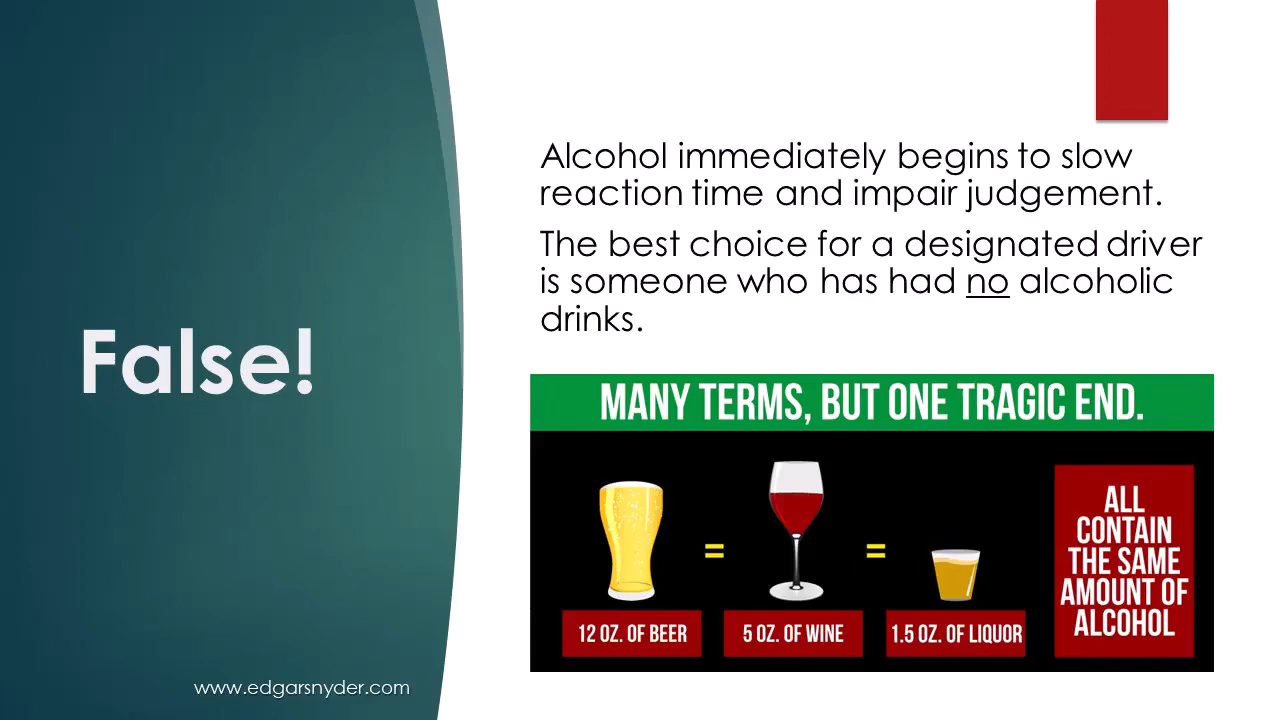 False!
www.edgarsnyder.com
Alcohol immediately begins to slow
reaction time and impair judgement.
The best choice for a designated driver
is someone who has had no alcoholic
drinks.
MANY TERMS, BUT ONE TRAGIC END.
=
=
12 OZ. OF BEER
5 OZ. OF WINE
1.5 OZ. OF LIQUOR
ALL
CONTAIN
THE SAME
AMOUNT OF
ALCOHOL